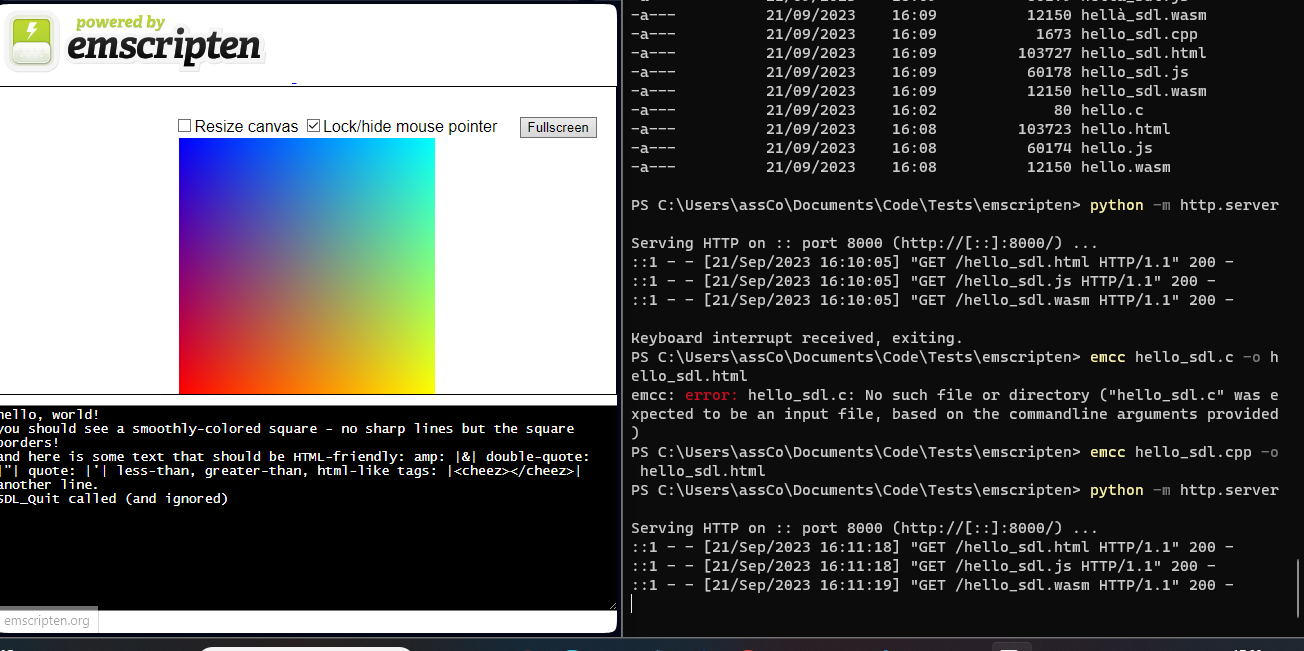 powered by
emscripten
Resize canvas
Lock/hide mouse pointer
Fullscreen
hello, world!
you should see a smoothly-colored square - no sharp lines but the square
borders!
and here is some text that should be HTML-friendly: amp: |&| double-quote:
|"| quote: |'| less-than, greater-than, html-like tags: |<cheez></cheez>|
another line.
SDL_Quit called (and ignored)
emscripten.org
-a--- 21/09/2023 16:09 12150 hellà_sdl.wasm
-a--- 21/09/2023 16:09 1673 hello_sdl.cpp
-a--- 21/09/2023 16:09 103727 hello_sdl.html
-a--- 21/09/2023 16:09 60178 hello_sdl.js
-a--- 21/09/2023 16:09 12150 hello_sdl.wasm
-a--- 21/09/2023 16:02 80 hello.c
-a--- 21/09/2023 16:08 103723 hello.html
-a--- 21/09/2023 16:08 60174 hello.js
-a--- 21/09/2023 16:08 12150 hello.wasm
PS C:\Users\assCo\Documents\Code\Tests\emscripten> python -m http.server
Serving HTTP on :: port 8000 (http://[::]:8000/) ...
::1 - - [21/Sep/2023 16:10:05] "GET /hello_sdl.html HTTP/1.1" 200 -
::1 - - [21/Sep/2023 16:10:05] "GET /hello_sdl.js HTTP/1.1" 200 -
::1 - - [21/Sep/2023 16:10:05] "GET /hello_sdl.wasm HTTP/1.1" 200 -
Keyboard interrupt received, exiting.
PS C:\Users\assCo\Documents\Code\Tests\emscripten> emcc hello_sdl.c -o h
ello_sdl.html
emcc: error: hello_sdl.c: No such file or directory ("hello_sdl.c" was e
xpected to be an input file, based on the commandline arguments provided
)
PS C:\Users\assCo\Documents\Code\Tests\emscripten> emcc hello_sdl.cpp -o
hello_sdl.html
PS C:\Users\assCo\Documents\Code\Tests\emscripten> python -m http.server
Serving HTTP on :: port 8000 (http://[::]:8000/) ...
::1 - - [21/Sep/2023 16:11:18] "GET /hello_sdl.html HTTP/1.1" 200 -
::1 - - [21/Sep/2023 16:11:18] "GET /hello_sdl.js HTTP/1.1" 200 -
::1 - - [21/Sep/2023 16:11:19] "GET /hello_sdl.wasm HTTP/1.1" 200 -